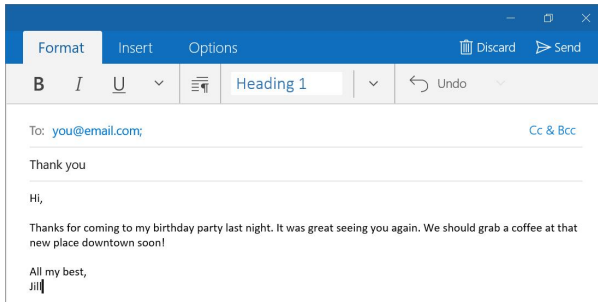 Format Insert Options Discard Send
B I U Heading 1 Undo
To: you@email.com; Cc & Bcc
Thank you
Hi,
Thanks for coming to my birthday party last night. It was great seeing you again. We should grab a coffee at that
new place downtown soon!
All my best,
Jill